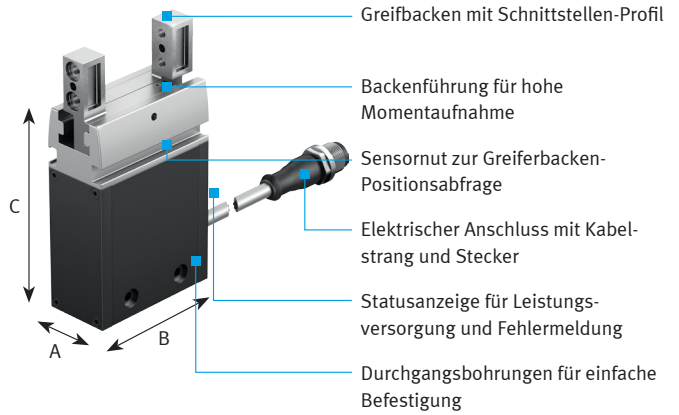 Greifbacken mit Schnittstellen-Profil
Backenführung für hohe
Momentaufnahme
Sensornut zur Greiferbacken-
Positionsabfrage
Elektrischer Anschluss mit Kabel-
strang und Stecker
Statusanzeige für Leistungs-
versorgung und Fehlermeldung
Durchgangsbohrungen für einfache
Befestigung
C
B
A